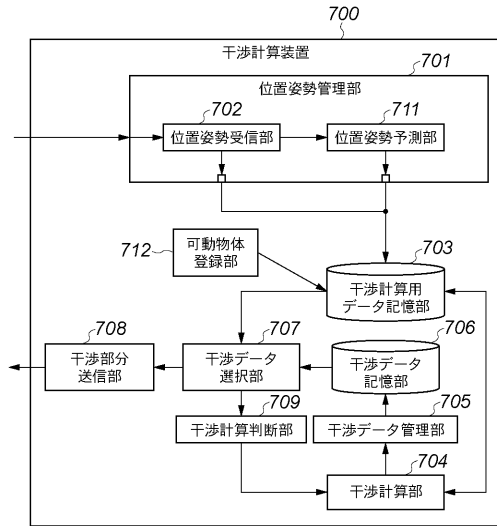 700
干渉計算装置
701
位置姿勢管理部
702
位置姿勢受信部
711
位置姿勢予測部
712
可動物体
登録部
703
干渉計算用
データ記憶部
708
干渉部分
送信部
707
干渉データ
選択部
706
干渉データ
記憶部
709
干渉計算判断部
705
干渉データ管理部
704
干渉計算部